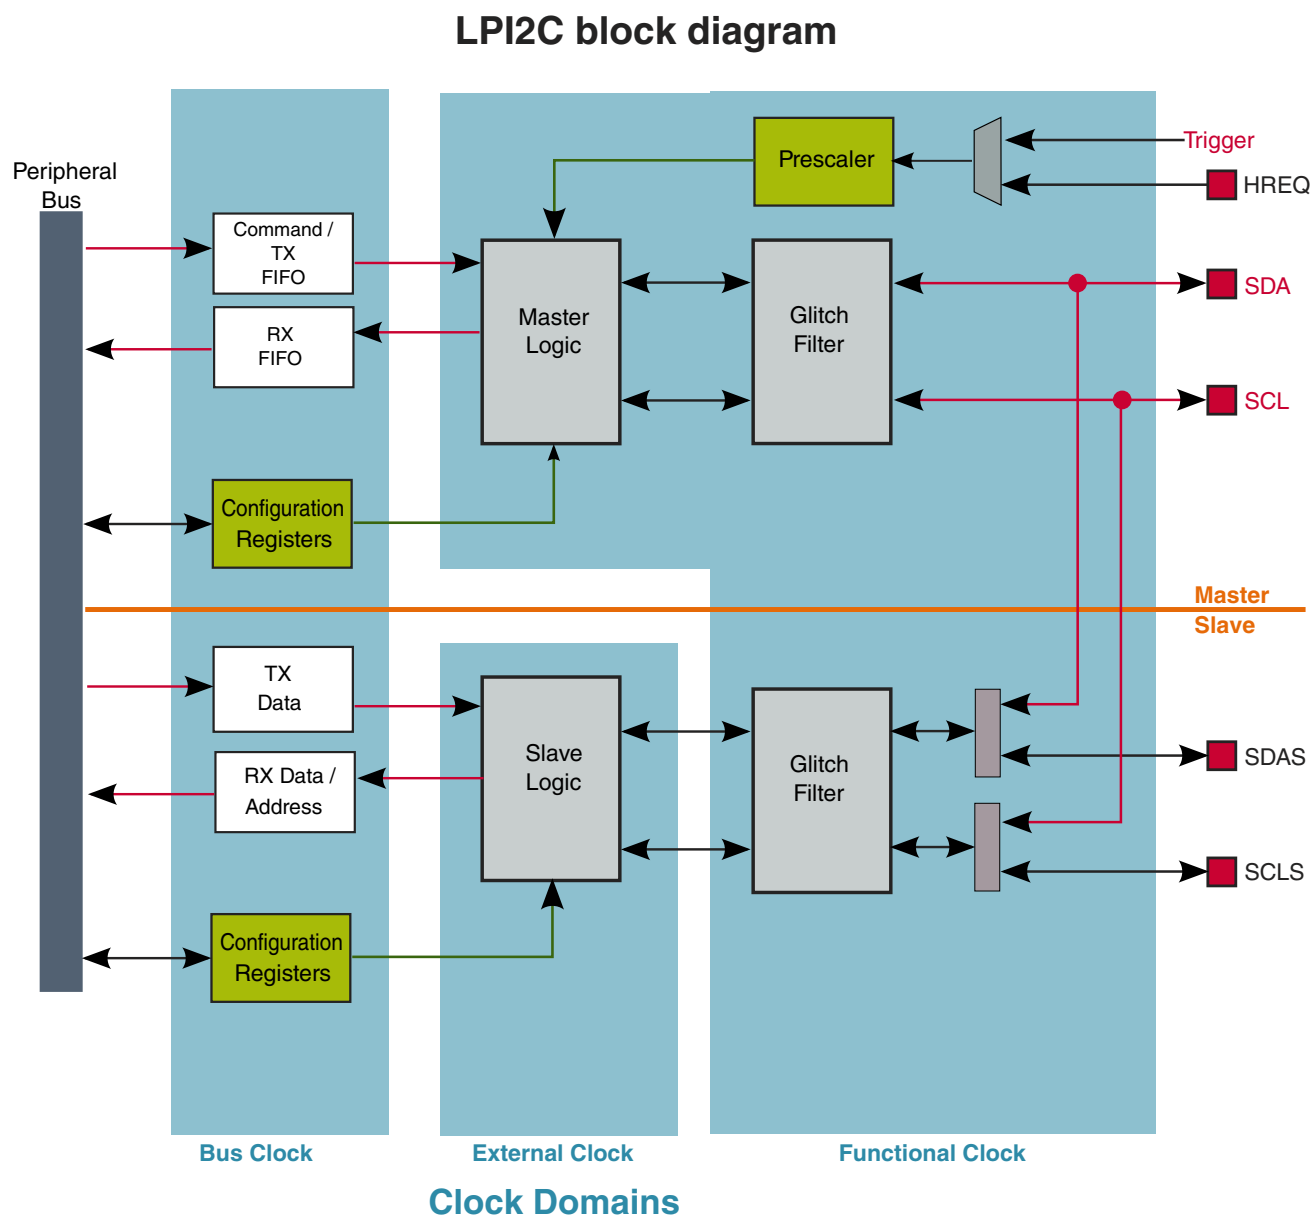 LPI2C block diagram
Peripheral
Bus
Command /
TX
FIFO
RX
FIFO
Configuration
Registers
Master
Logic
Prescaler
Glitch
Filter
Trigger
HREQ
SDA
SCL
Master
Slave
TX
Data
RX Data /
Address
Configuration
Registers
Slave
Logic
Glitch
Filter
SDAS
SCLS
Bus Clock
External Clock
Functional Clock
Clock Domains